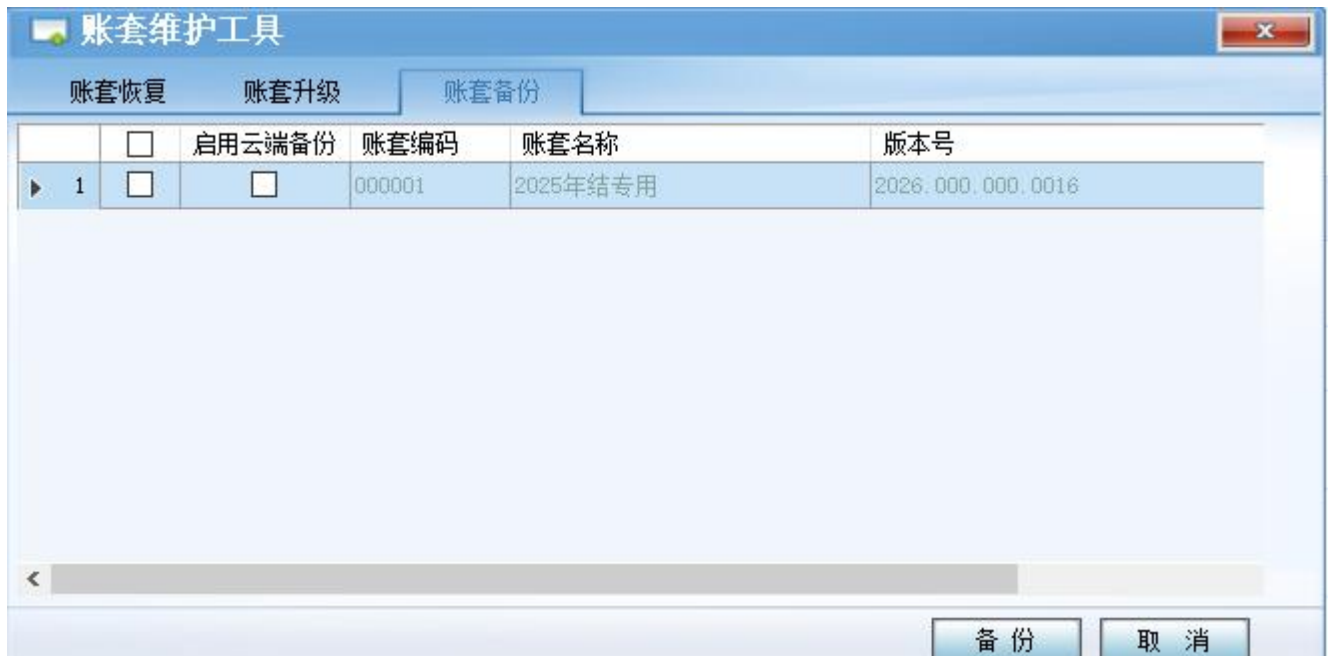 账套维护工具
账套恢复 账套升级 账套备份
启用云端备份 账套编码 账套名称 版本号
1 000001 2025年结专用 2026.000.000.0016
备份 取消